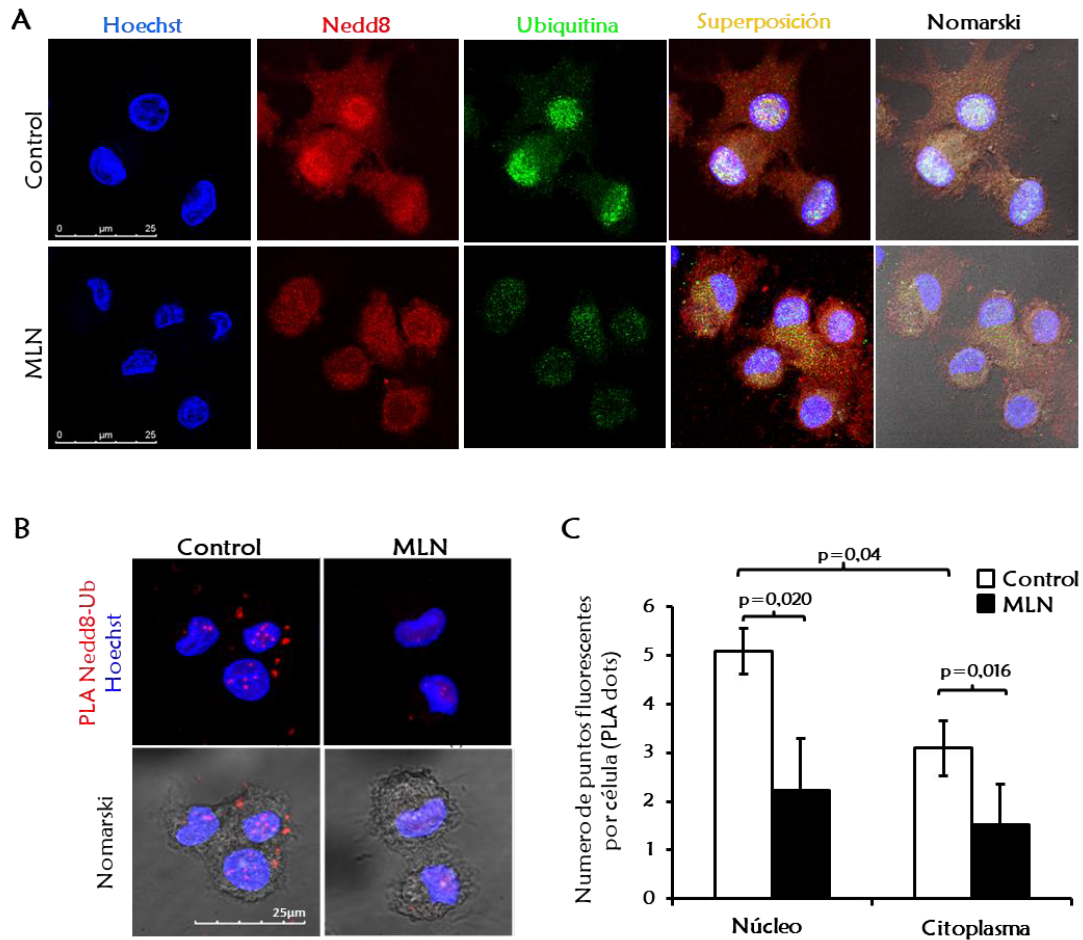 A
Hoechst
Nedd8
Ubiquitina
Superposición
Nomarski
Control
0 µm 25
MLN
0 µm 25
B
Control
MLN
PLA Nedd8-Ub
Hoechst
Nomarski
25µm
C
p=0,04
Control
MLN
p=0,020
p=0,016
Numero de puntos fluorescentes
por célula (PLA dots)
6
5
4
3
2
1
0
Núcleo
Citoplasma